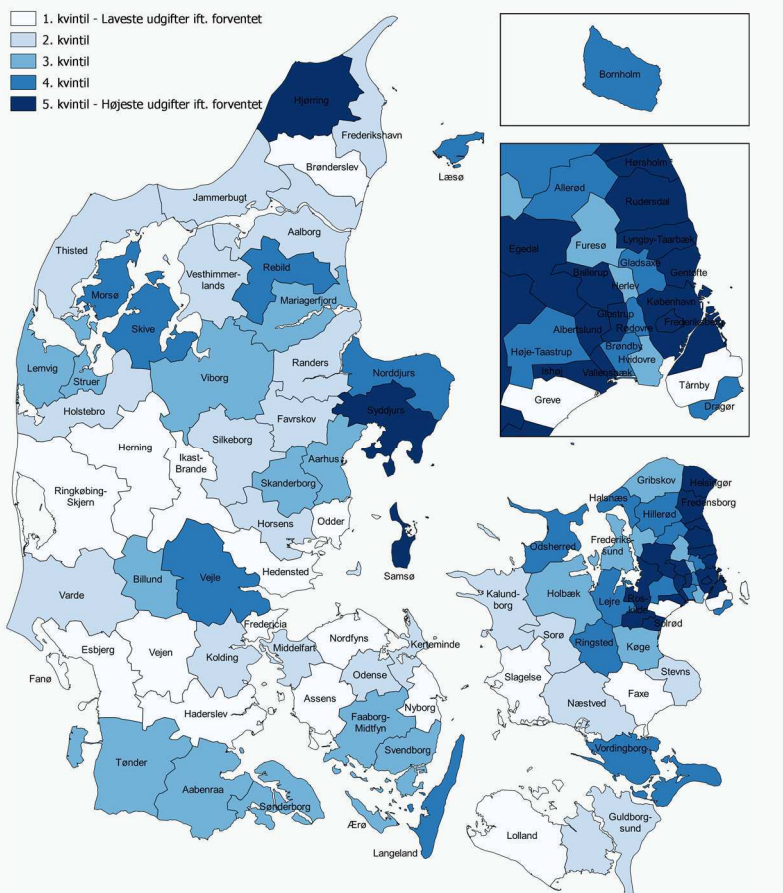 1. kvintil - Laveste udgifter ift. forventet
2. kvintil
3. kvintil
4. kvintil
5. kvintil - Højeste udgifter ift. forventet
Hjørring
Frederikshavn
Brønderslev
Læsø
Jammerbugt
Aalborg
Thisted
Vesthimmer-
lands
Rebild
Morsø
Mariagerfjord
Skive
Lemvig
Struer
Viborg
Randers
Norddjurs
Holstebro
Favrskov
Syddjurs
Silkeborg
Herning
Ikast-
Brande
Aarhus
Skanderborg
Ringkøbing-
Skjern
Horsens
Odder
Samsø
Hedensted
Billund
Vejle
Varde
Fredericia
Nordfyns
Kerteminde
Esbjerg
Vejen
Kolding
Middelfart
Odense
Fanø
Assens
Nyborg
Haderslev
Faaborg-
Midtfyn
Svendborg
Tønder
Aabenraa
Sønderborg
Ærø
Langeland
Bornholm
Hørsholm
Allerød
Rudersdal
Egedal
Furesø
Lyngby-Taarbæk
Gladsaxe
Ballerup
Gentofte
Herlev
København
Glostrup
Frederiksberg
Albertslund
Rødovre
Brøndby
Høje-Taastrup
Hvidovre
Ishøj
Vallensbæk
Greve
Tårnby
Dragør
Gribskov
Helsingør
Halsnæs
Fredensborg
Hillerød
Frederiks-
sund
Odsherred
Kalund-
borg
Holbæk
Lejre
Ros-
kilde
Solrød
Sorø
Ringsted
Køge
Stevns
Slagelse
Faxe
Næstved
Vordingborg
Lolland
Guldborg-
sund